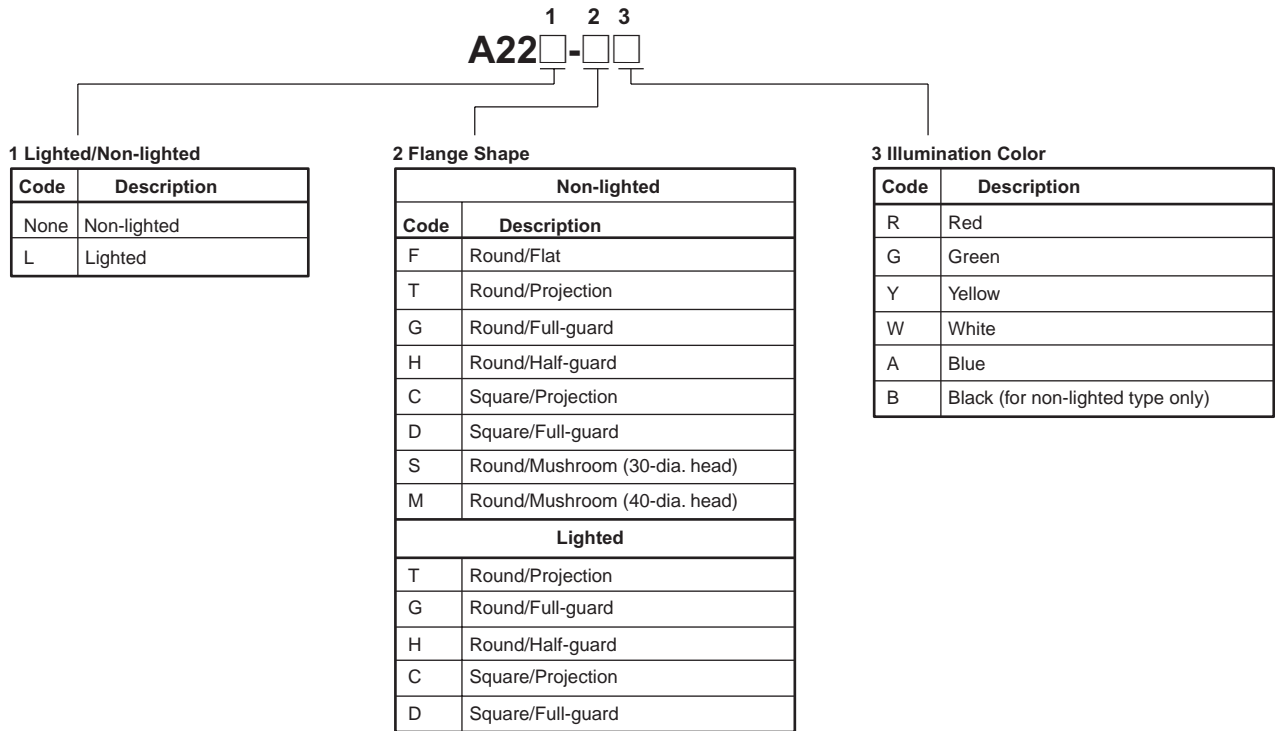 1 2 3
A22□-□□
1 Lighted/Non-lighted
Code Description
None Non-lighted
L Lighted
2 Flange Shape
Non-lighted
Code Description
F Round/Flat
T Round/Projection
G Round/Full-guard
H Round/Half-guard
C Square/Projection
D Square/Full-guard
S Round/Mushroom (30-dia. head)
M Round/Mushroom (40-dia. head)
Lighted
T Round/Projection
G Round/Full-guard
H Round/Half-guard
C Square/Projection
D Square/Full-guard
3 Illumination Color
Code Description
R Red
G Green
Y Yellow
W White
A Blue
B Black (for non-lighted type only)